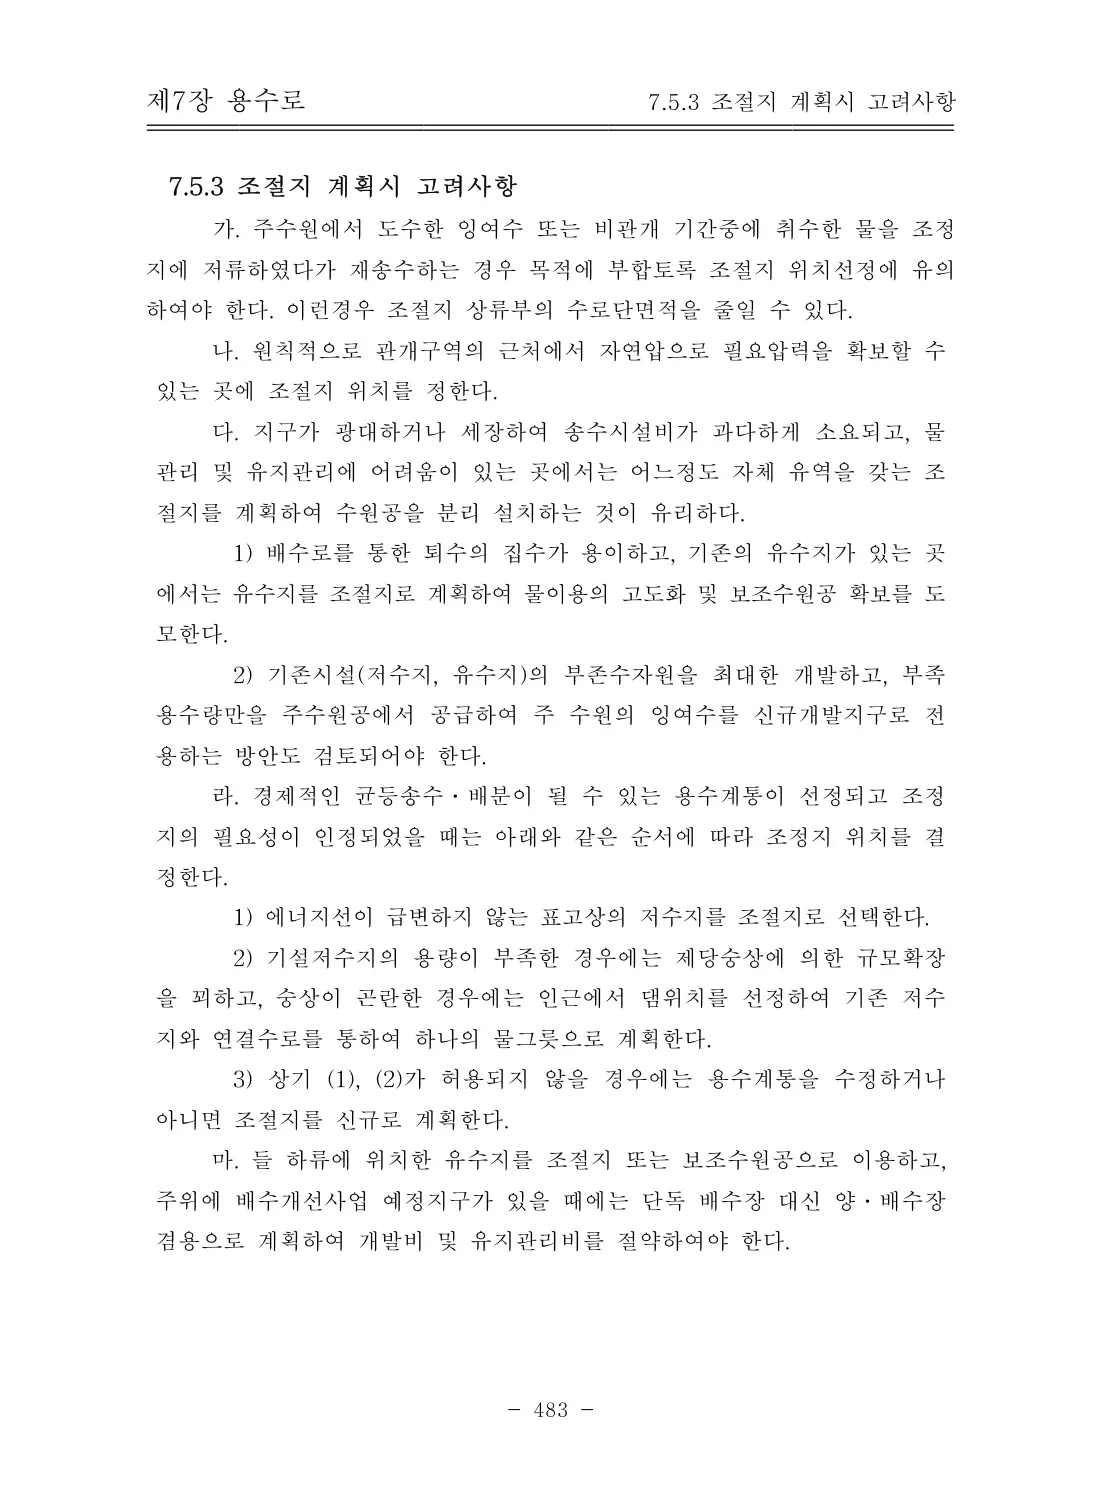 제7장 용수로
7.5.3 조절지 계획시 고려사항
7.5.3 조절지 계획시 고려사항
가. 주수원에서 도수한 잉여수 또는 비관개 기간중에 취수한 물을 조정
지에 저류하였다가 재송수하는 경우 목적에 부합토록 조절지 위치선정에 유의
하여야 한다. 이런경우 조절지 상류부의 수로단면적을 줄일 수 있다.
나. 원칙적으로 관개구역의 근처에서 자연압으로 필요압력을 확보할 수
있는 곳에 조절지 위치를 정한다.
다. 지구가 광대하거나 세장하여 송수시설비가 과다하게 소요되고, 물
관리 및 유지관리에 어려움이 있는 곳에서는 어느정도 자체 유역을 갖는 조
절지를 계획하여 수원공을 분리 설치하는 것이 유리하다.
1) 배수로를 통한 퇴수의 집수가 용이하고, 기존의 유수지가 있는 곳
에서는 유수지를 조절지로 계획하여 물이용의 고도화 및 보조수원공 확보를 도
모한다.
2) 기존시설(저수지, 유수지)의 부존수자원을 최대한 개발하고, 부족
용수량만을 주수원공에서 공급하여 주 수원의 잉여수를 신규개발지구로 전
용하는 방안도 검토되어야 한다.
라. 경제적인 균등송수·배분이 될 수 있는 용수계통이 선정되고 조정
지의 필요성이 인정되었을 때는 아래와 같은 순서에 따라 조정지 위치를 결
정한다.
1) 에너지선이 급변하지 않는 표고상의 저수지를 조절지로 선택한다.
2) 기설저수지의 용량이 부족한 경우에는 제당숭상에 의한 규모확장
을 꾀하고, 숭상이 곤란한 경우에는 인근에서 댐위치를 선정하여 기존 저수
지와 연결수로를 통하여 하나의 물그릇으로 계획한다.
3) 상기 (1), (2)가 허용되지 않을 경우에는 용수계통을 수정하거나
아니면 조절지를 신규로 계획한다.
마. 들 하류에 위치한 유수지를 조절지 또는 보조수원공으로 이용하고,
주위에 배수개선사업 예정지구가 있을 때에는 단독 배수장 대신 양·배수장
겸용으로 계획하여 개발비 및 유지관리비를 절약하여야 한다.
- 483 -